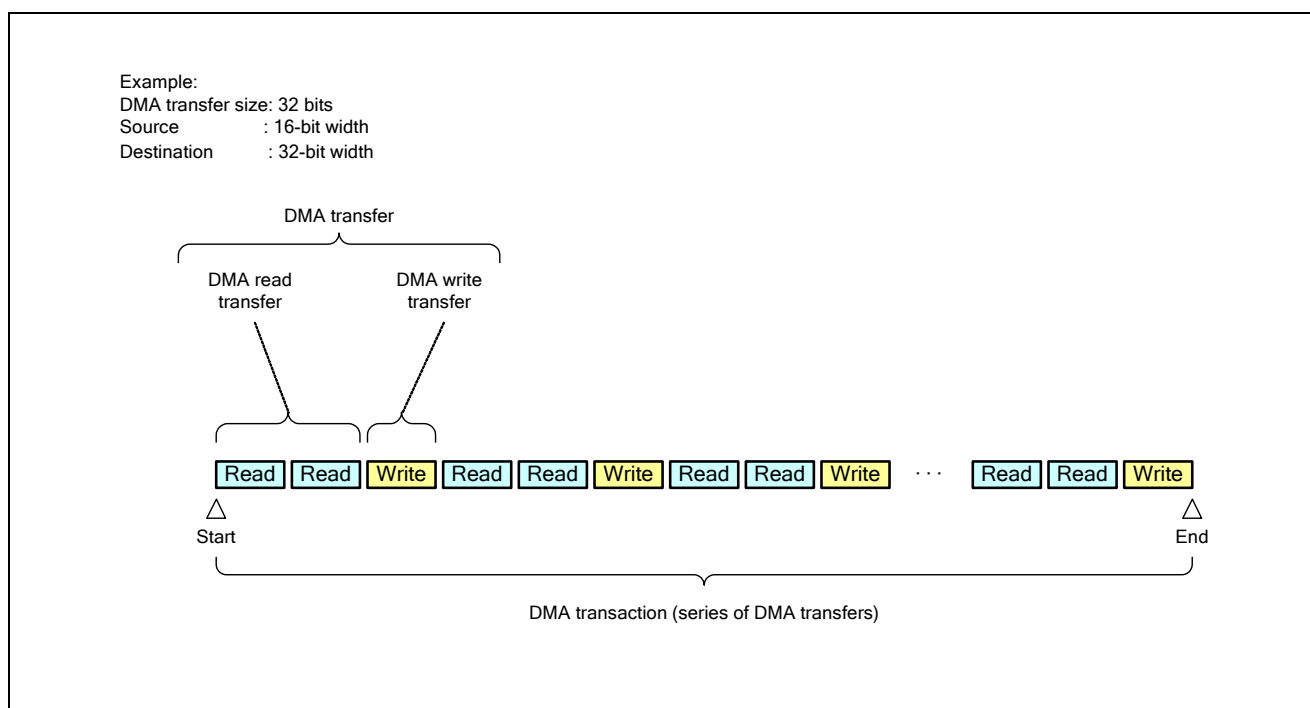 Example:
DMA transfer size: 32 bits
Source : 16-bit width
Destination : 32-bit width
DMA transfer
DMA read
transfer
DMA write
transfer
Read Read Write Read Read Write Read Read Write ... Read Read Write
Start End
DMA transaction (series of DMA transfers)